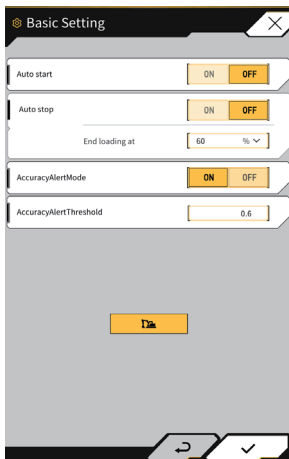 Basic Setting
Auto start ON OFF
Auto stop ON OFF
End loading at 60 %
AccuracyAlertMode ON OFF
AccuracyAlertThreshold 0.6